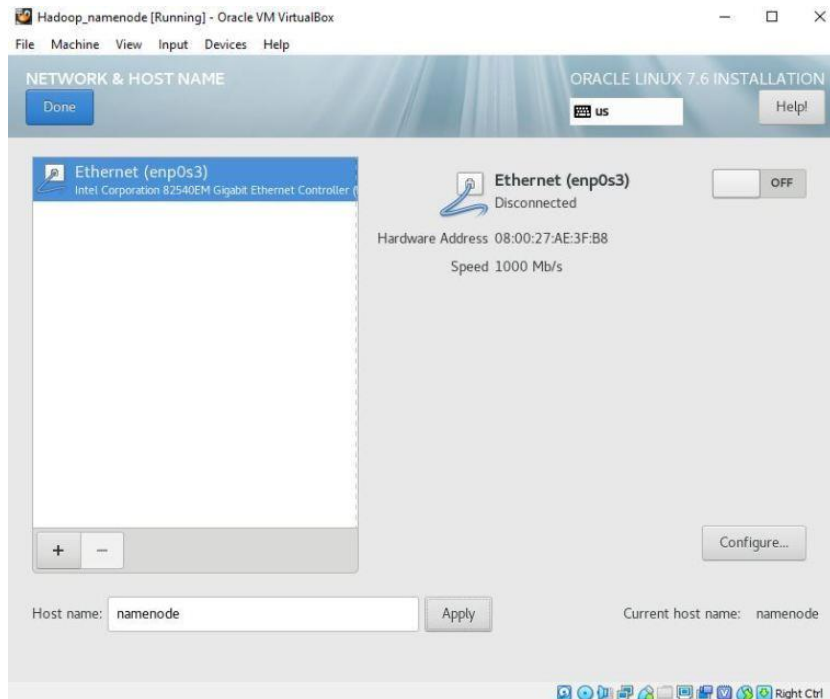 Hadoop_namenode [Running] - Oracle VM VirtualBox
File Machine View Input Devices Help
NETWORK & HOST NAME
ORACLE LINUX 7.6 INSTALLATION
Done
us
Help!
Ethernet (enp0s3)
Intel Corporation 82540EM Gigabit Ethernet Controller (
Ethernet (enp0s3)
Disconnected
OFF
Hardware Address 08:00:27:AE:3F:B8
Speed 1000 Mb/s
+ −
Configure...
Host name: namenode
Apply
Current host name: namenode
Right Ctrl